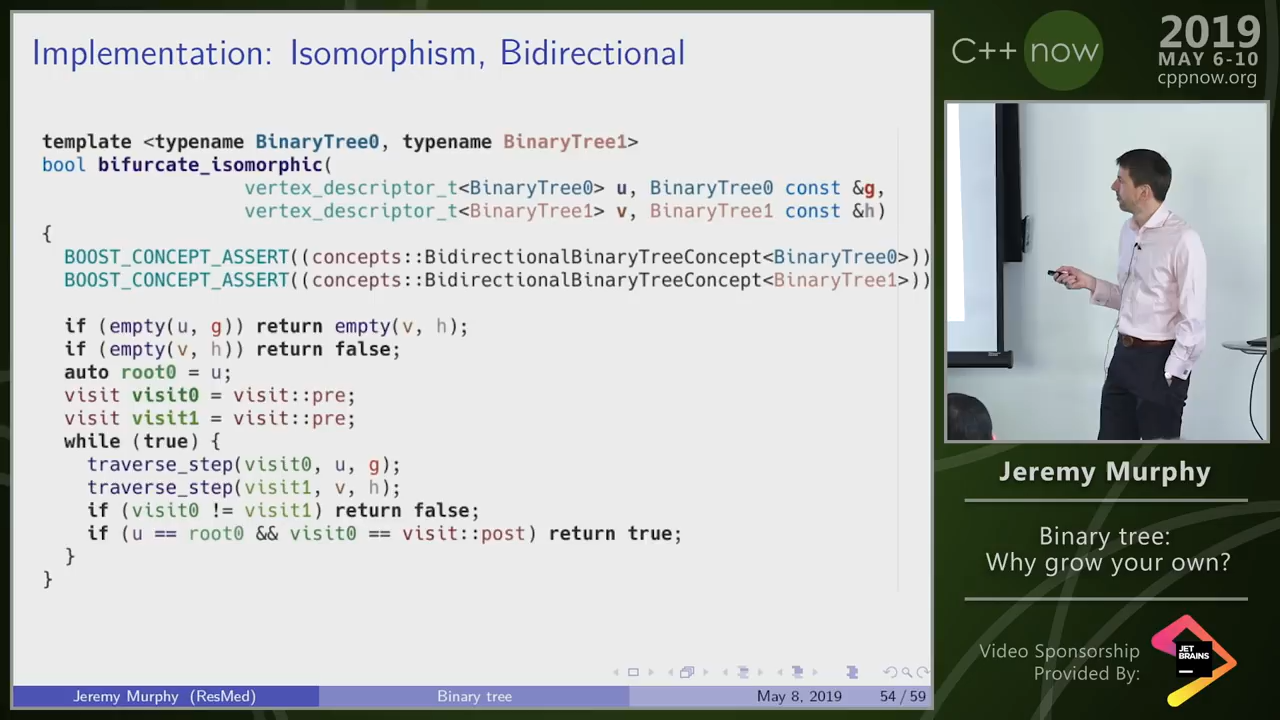 Implementation: Isomorphism, Bidirectional
template <typename BinaryTree0, typename BinaryTree1>
bool bifurcate_isomorphic(
vertex_descriptor_t<BinaryTree0> u, BinaryTree0 const &g,
vertex_descriptor_t<BinaryTree1> v, BinaryTree1 const &h)
{
BOOST_CONCEPT_ASSERT((concepts::BidirectionalBinaryTreeConcept<BinaryTree0>))
BOOST_CONCEPT_ASSERT((concepts::BidirectionalBinaryTreeConcept<BinaryTree1>))
if (empty(u, g)) return empty(v, h);
if (empty(v, h)) return false;
auto root0 = u;
visit visit0 = visit::pre;
visit visit1 = visit::pre;
while (true) {
traverse_step(visit0, u, g);
traverse_step(visit1, v, h);
if (visit0 != visit1) return false;
if (u == root0 && visit0 == visit::post) return true;
}
}
Jeremy Murphy (ResMed)
Binary tree
May 8, 2019
54 / 59
C++ now
2019
MAY 6-10
cppnow.org
Jeremy Murphy
Binary tree:
Why grow your own?
Video Sponsorship
Provided By:
JET
BRAINS